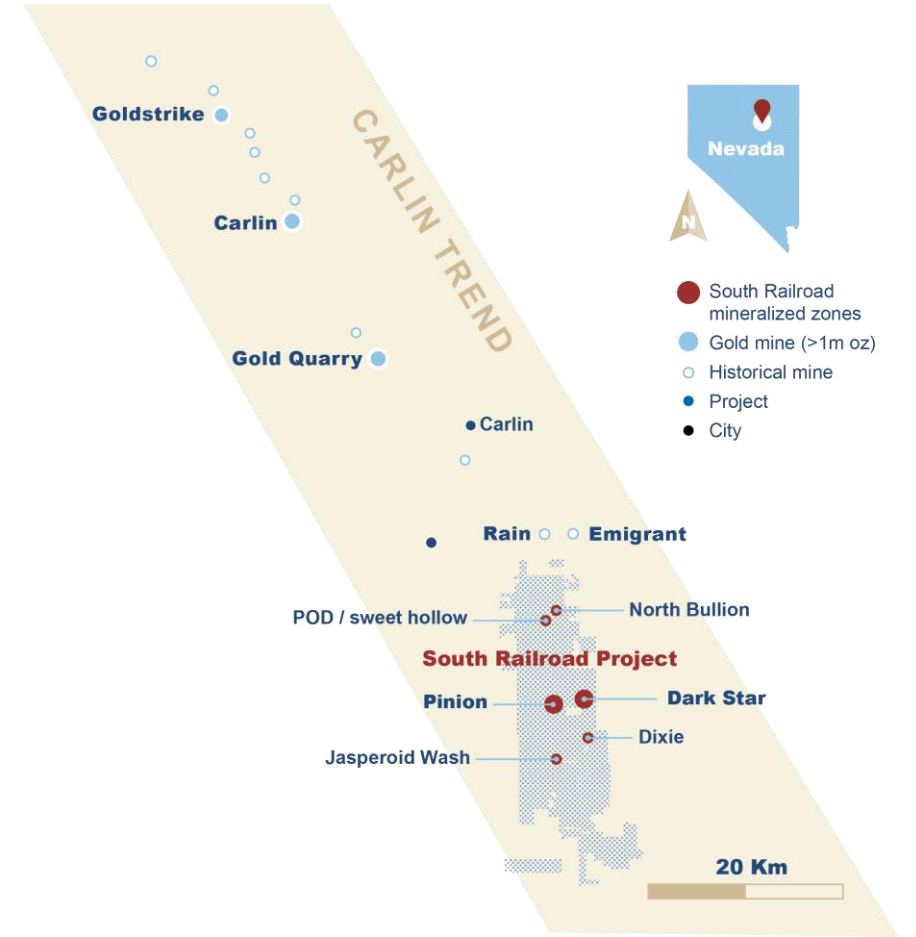 Goldstrike
CARLIN TREND
Nevada
Carlin
N
South Railroad
mineralized zones
Gold mine (>1m oz)
Historical mine
Project
City
Gold Quarry
Carlin
Rain
Emigrant
North Bullion
POD / sweet hollow
South Railroad Project
Pinion
Dark Star
Dixie
Jasperoid Wash
20 Km